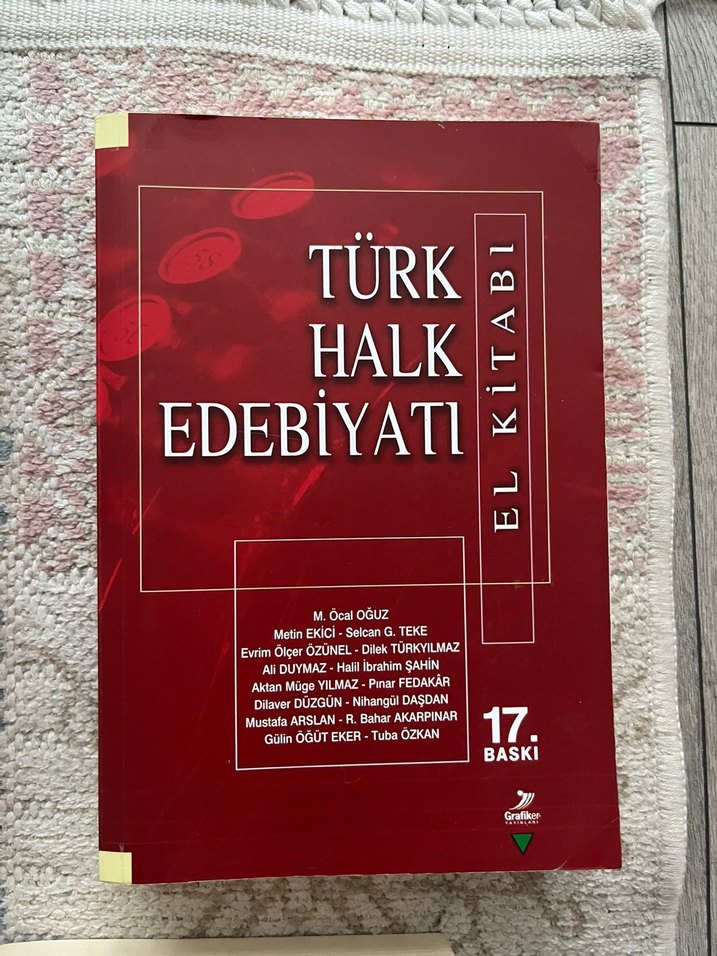 TÜRK
HALK
EDEBİYATI
EL KİTABI
M. Öcal OĞUZ
Metin EKİCİ - Selcan G. TEKE
Evrim Ölçer ÖZÜNEL - Dilek TÜRKYILMAZ
Ali DUYMAZ - Halil İbrahim ŞAHİN
Aktan Müge YILMAZ - Pınar FEDAKÂR
Dilaver DÜZGÜN - Nihangül DAŞDAN
Mustafa ARSLAN - R. Bahar AKARPINAR
Gülin ÖĞÜT EKER - Tuba ÖZKAN
17.
BASKI
Grafiker
YAYINLARI